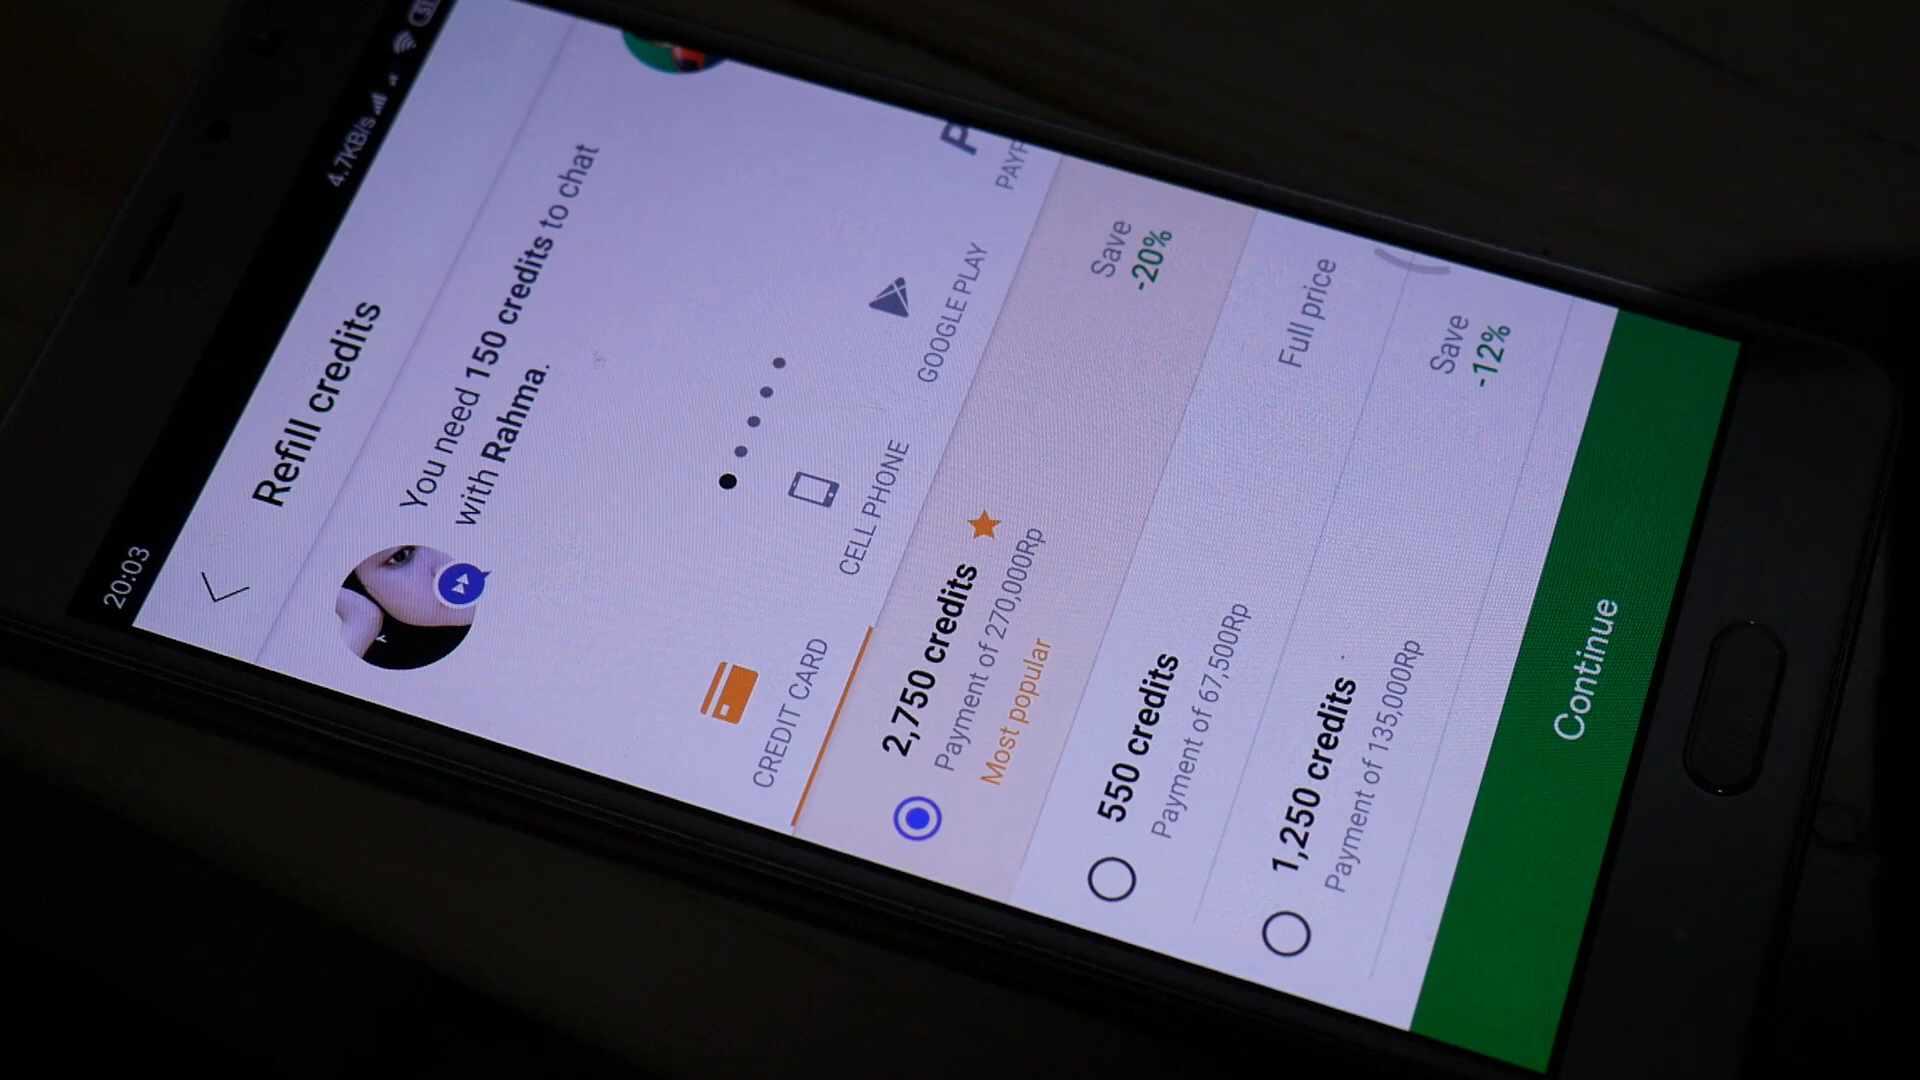 20:03
4.7KB/s
51
Refill credits
You need 150 credits to chat
with Rahma.
CREDIT CARD
CELL PHONE
GOOGLE PLAY
2,750 credits
Payment of 270,000Rp
Most popular
Save
-20%
550 credits
Payment of 67,500Rp
Full price
1,250 credits
Payment of 135,000Rp
Save
-12%
Continue